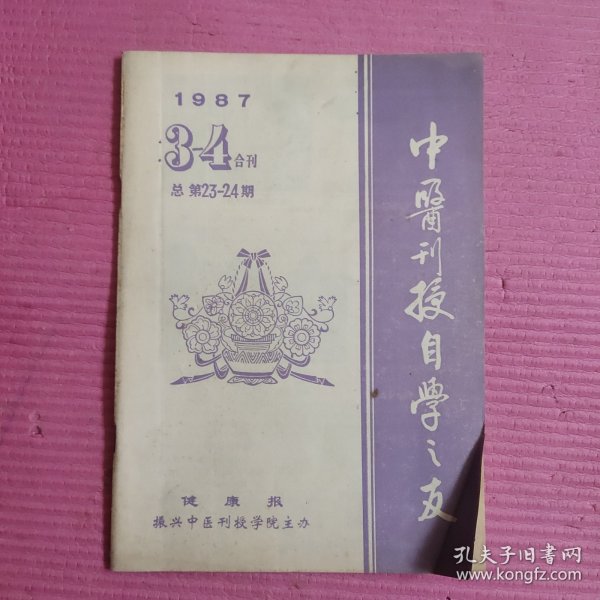 1987
3-4合刊
总第23-24期
中醫刊授自學之友
健康报
振兴中医刊授学院主办
孔夫子旧书网
www.kongfz.com